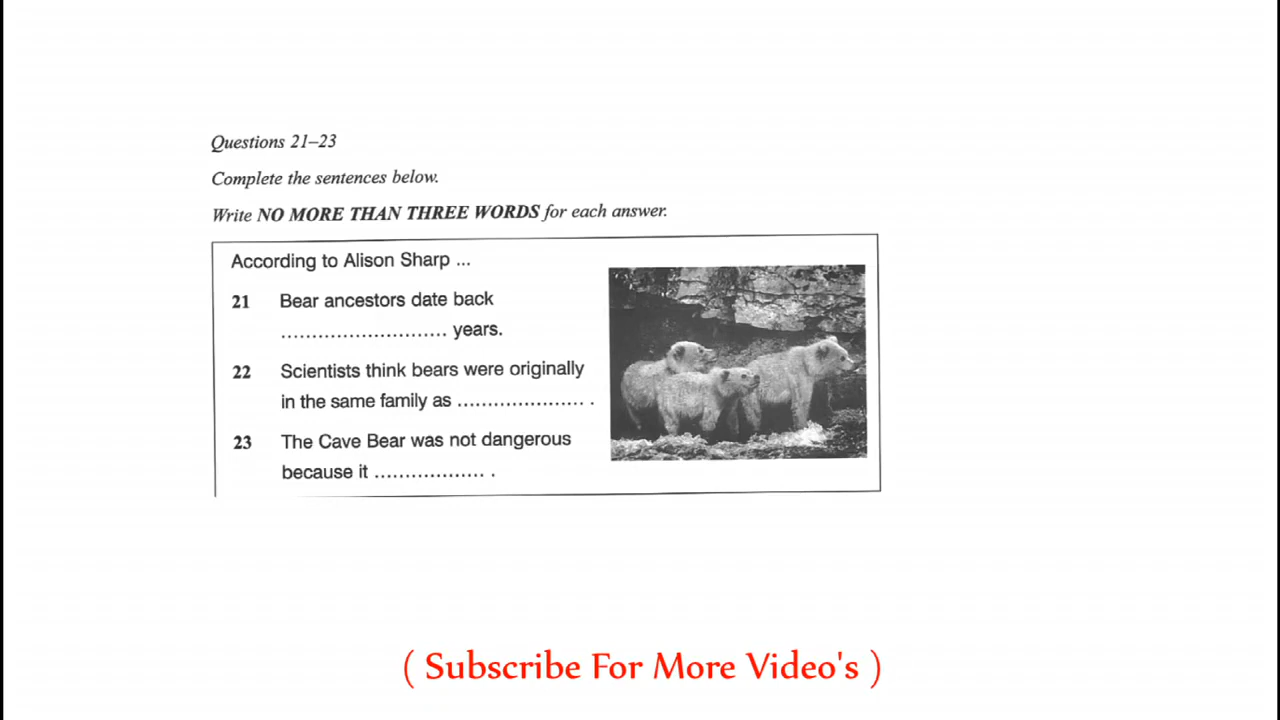 Questions 21–23
Complete the sentences below.
Write NO MORE THAN THREE WORDS for each answer.
According to Alison Sharp ...
21 Bear ancestors date back
.......................... years.
22 Scientists think bears were originally
in the same family as ..................... .
23 The Cave Bear was not dangerous
because it .................. .
( Subscribe For More Video's )